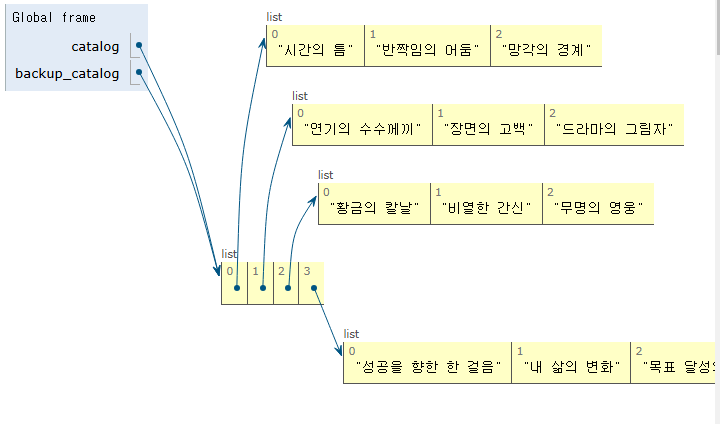 Global frame
catalog
backup_catalog
list
0 1 2
"시간의 틈" "반짝임의 어둠" "망각의 경계"
list
0 1 2
"연기의 수수께끼" "장면의 고백" "드라마의 그림자"
list
0 1 2
"황금의 칼날" "비열한 간신" "무명의 영웅"
list
0 1 2 3
list
0 1 2
"성공을 향한 한 걸음" "내 삶의 변화" "목표 달성의